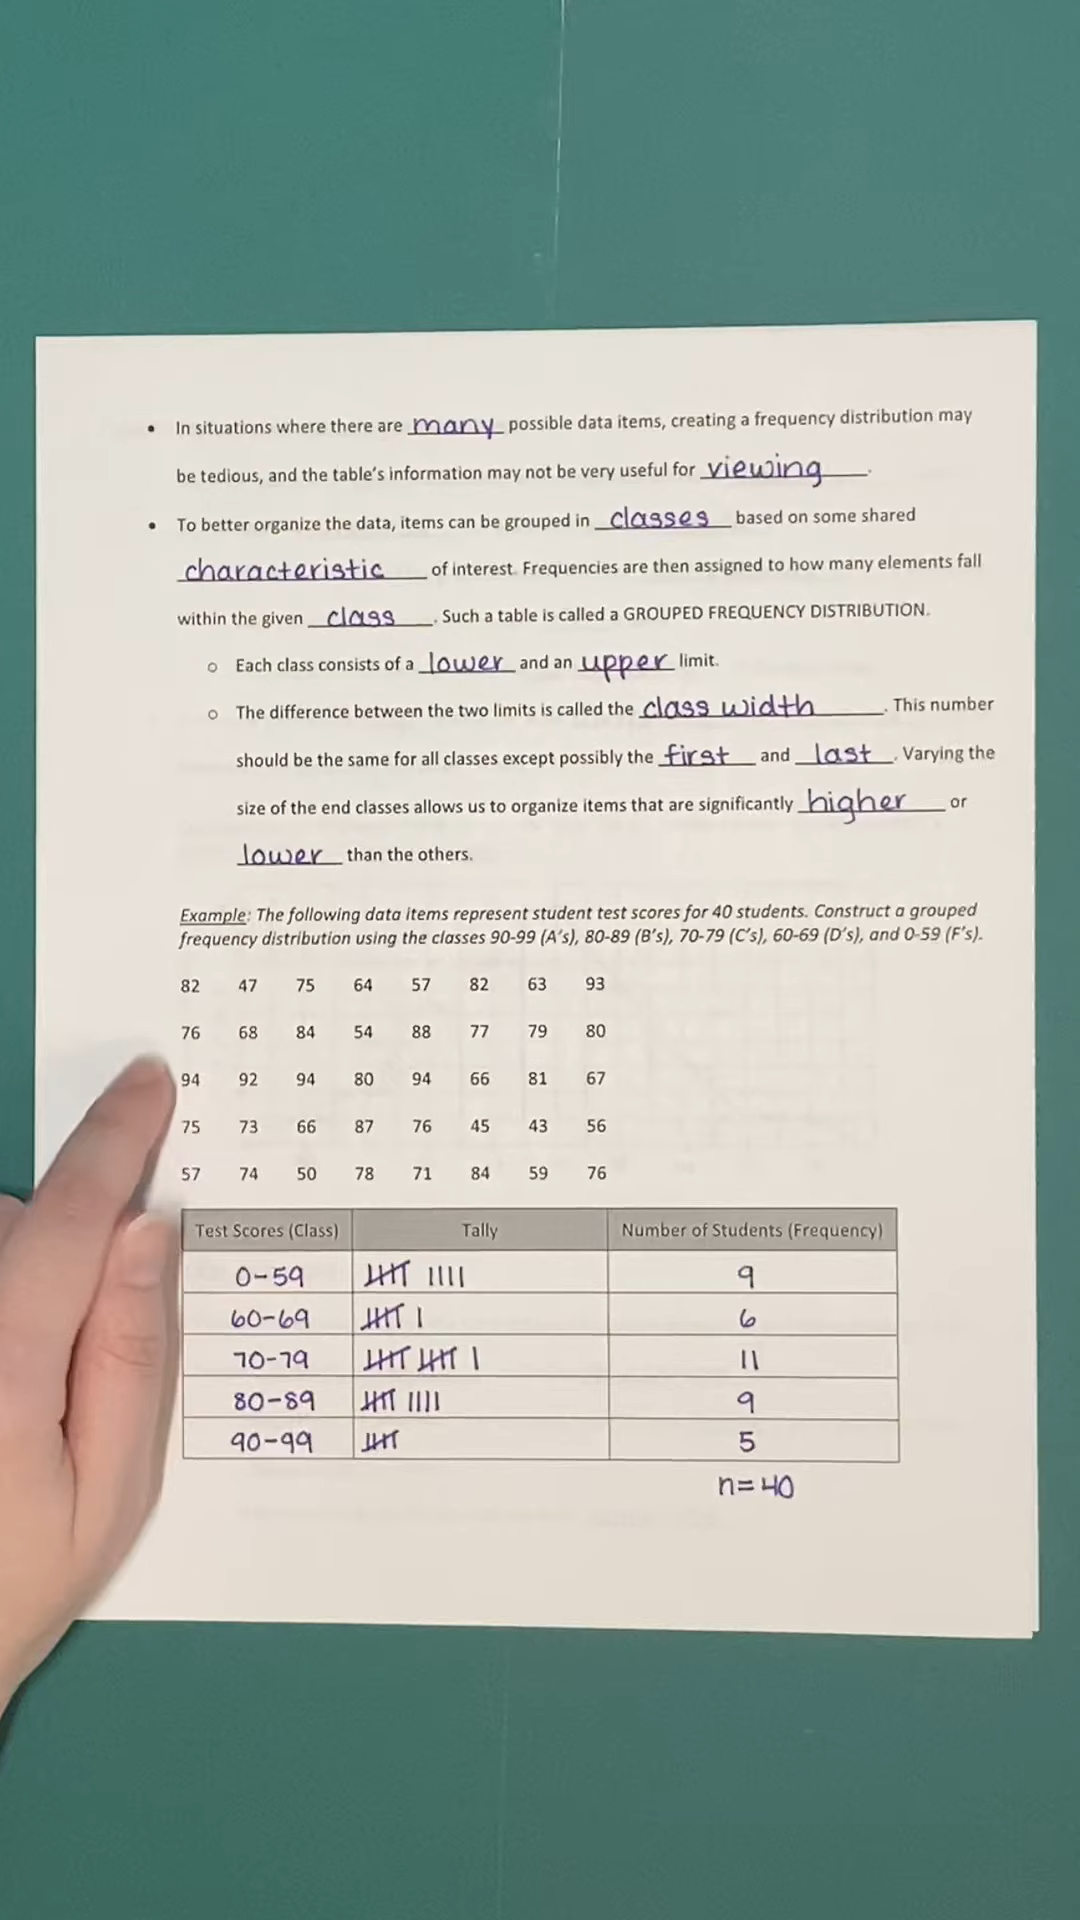 • In situations where there are many possible data items, creating a frequency distribution may
be tedious, and the table's information may not be very useful for viewing.
• To better organize the data, items can be grouped in classes based on some shared
characteristic of interest. Frequencies are then assigned to how many elements fall
within the given class. Such a table is called a GROUPED FREQUENCY DISTRIBUTION.
o Each class consists of a lower and an upper limit.
o The difference between the two limits is called the class width. This number
should be the same for all classes except possibly the first and last. Varying the
size of the end classes allows us to organize items that are significantly higher or
lower than the others.
Example: The following data items represent student test scores for 40 students. Construct a grouped
frequency distribution using the classes 90-99 (A's), 80-89 (B's), 70-79 (C's), 60-69 (D's), and 0-59 (F's).
82 47 75 64 57 82 63 93
76 68 84 54 88 77 79 80
94 92 94 80 94 66 81 67
75 73 66 87 76 45 43 56
57 74 50 78 71 84 59 76
Test Scores (Class) Tally Number of Students (Frequency)
0-59 𝍸 IIII 9
60-69 𝍸 I 6
70-79 𝍸 𝍸 I 11
80-89 𝍸 IIII 9
90-99 𝍸 5
n=40